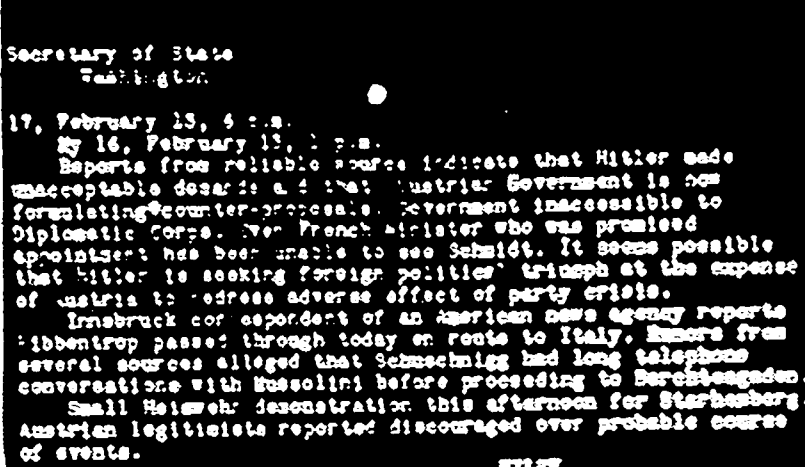 Secretary of State
Washington
17, February 13, 4 p.m.
My 16, February 13, 1 p.m.
Reports from reliable source indicate that Hitler made
unacceptable demands and that Austrian Government is now
formulating counter-proposals. Government inaccessible to
Diplomatic Corps. Even French Minister who was promised
appointment has been unable to see Schmidt. It seems possible
that Hitler is seeking foreign political triumph at the expense
of Austria to redress adverse effect of party crisis.
Innsbruck correspondent of an American news agency reports
Ribbentrop passed through today en route to Italy. Rumors from
several sources alleged that Schuschnigg had long telephone
conversations with Mussolini before proceeding to Berchtesgaden.
Small Heimwehr demonstration this afternoon for Starhemberg.
Austrian legitimists reported discouraged over probable course
of events.